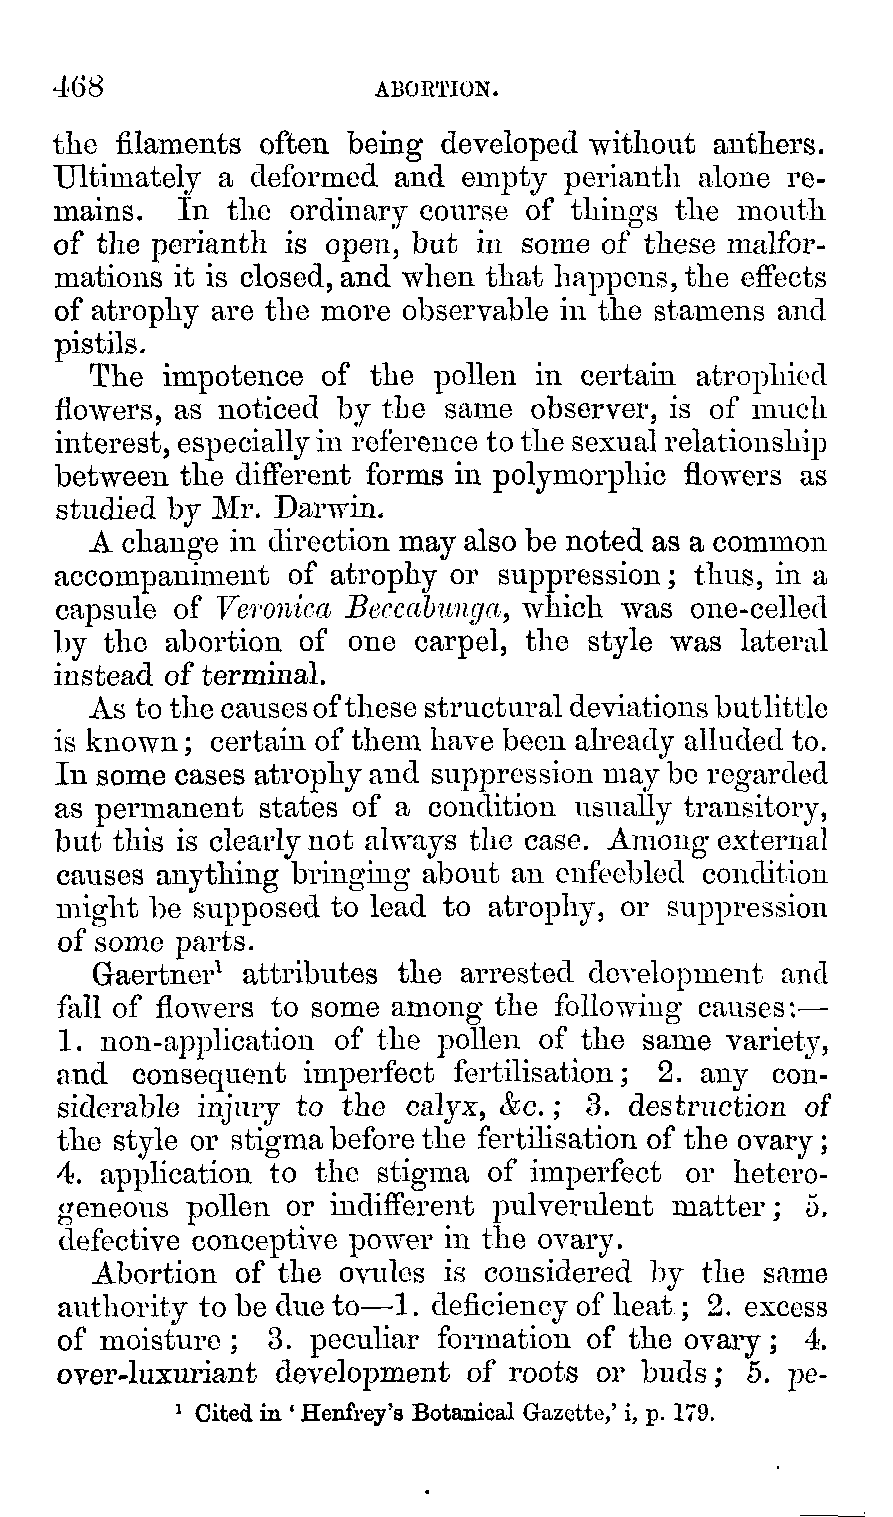 468 ABORTION.
the filaments often being developed without anthers.
Ultimately a deformed and empty perianth alone re-
mains. In the ordinary course of things the mouth
of the perianth is open, but in some of these malfor-
mations it is closed, and when that happens, the effects
of atrophy are the more observable in the stamens and
pistils.
The impotence of the pollen in certain atrophied
flowers, as noticed by the same observer, is of much
interest, especially in reference to the sexual relationship
between the different forms in polymorphic flowers as
studied by Mr. Darwin.
A change in direction may also be noted as a common
accompaniment of atrophy or suppression; thus, in a
capsule of Veronica Beccabunga, which was one-celled
by the abortion of one carpel, the style was lateral
instead of terminal.
As to the causes of these structural deviations but little
is known; certain of them have been already alluded to.
In some cases atrophy and suppression may be regarded
as permanent states of a condition usually transitory,
but this is clearly not always the case. Among external
causes anything bringing about an enfeebled condition
might be supposed to lead to atrophy, or suppression
of some parts.
Gaertner¹ attributes the arrested development and
fall of flowers to some among the following causes:—
1. non-application of the pollen of the same variety,
and consequent imperfect fertilisation; 2. any con-
siderable injury to the calyx, &c.; 3. destruction of
the style or stigma before the fertilisation of the ovary;
4. application to the stigma of imperfect or hetero-
geneous pollen or indifferent pulverulent matter; 5.
defective conceptive power in the ovary.
Abortion of the ovules is considered by the same
authority to be due to—1. deficiency of heat; 2. excess
of moisture; 3. peculiar formation of the ovary; 4.
over-luxuriant development of roots or buds; 5. pe-
¹ Cited in ‘Henfrey’s Botanical Gazette,’ i, p. 179.